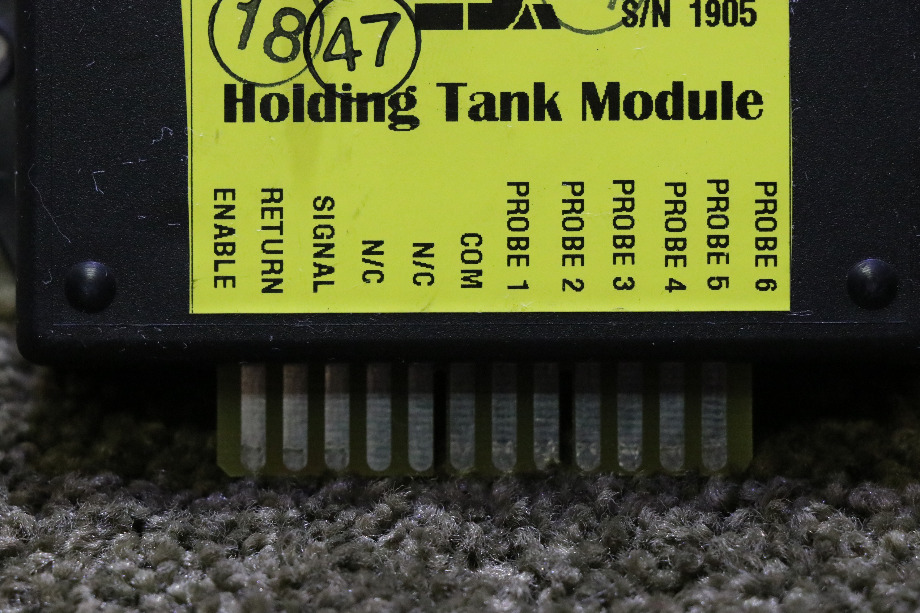 18 47 S/N 1905
Holding Tank Module
ENABLE
RETURN
SIGNAL
N/C
N/C
COM
PROBE 1
PROBE 2
PROBE 3
PROBE 4
PROBE 5
PROBE 6